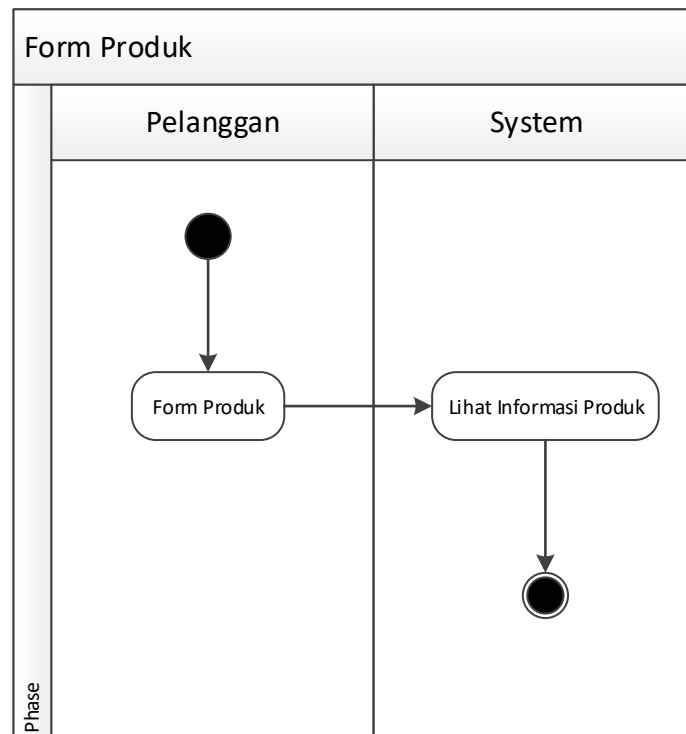 Form Produk
Pelanggan
System
Form Produk
Lihat Informasi Produk
Phase